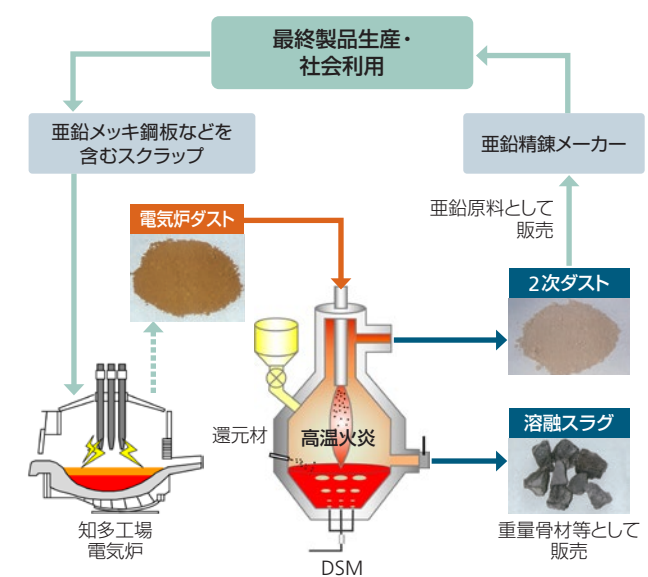 最終製品生産・
社会利用
亜鉛メッキ鋼板などを
含むスクラップ
亜鉛精錬メーカー
亜鉛原料として
販売
電気炉ダスト
2次ダスト
還元材
高温火炎
溶融スラグ
知多工場
電気炉
重量骨材等として
販売
DSM